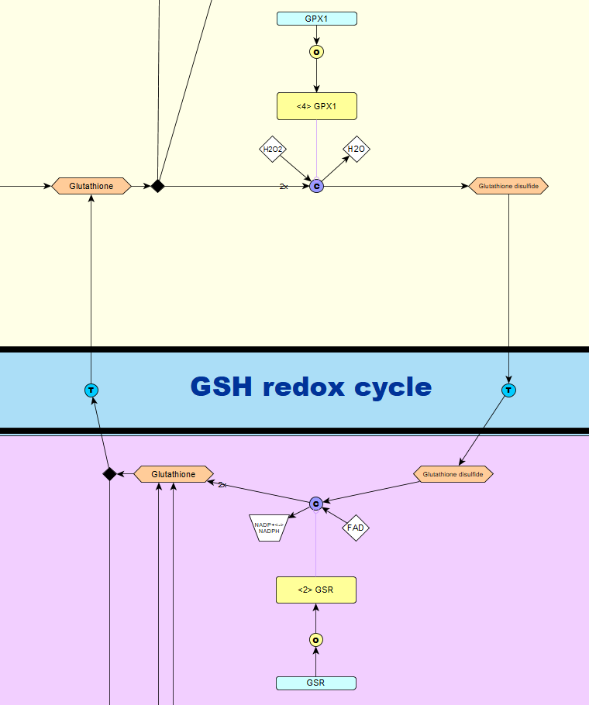 GPX1
o
<4> GPX1
H2O2
H2O
Glutathione
2x
C
Glutathione disulfide
T
GSH redox cycle
T
Glutathione
Glutathione disulfide
2x
C
NADP+
NADPH
FAD
<2> GSR
o
GSR